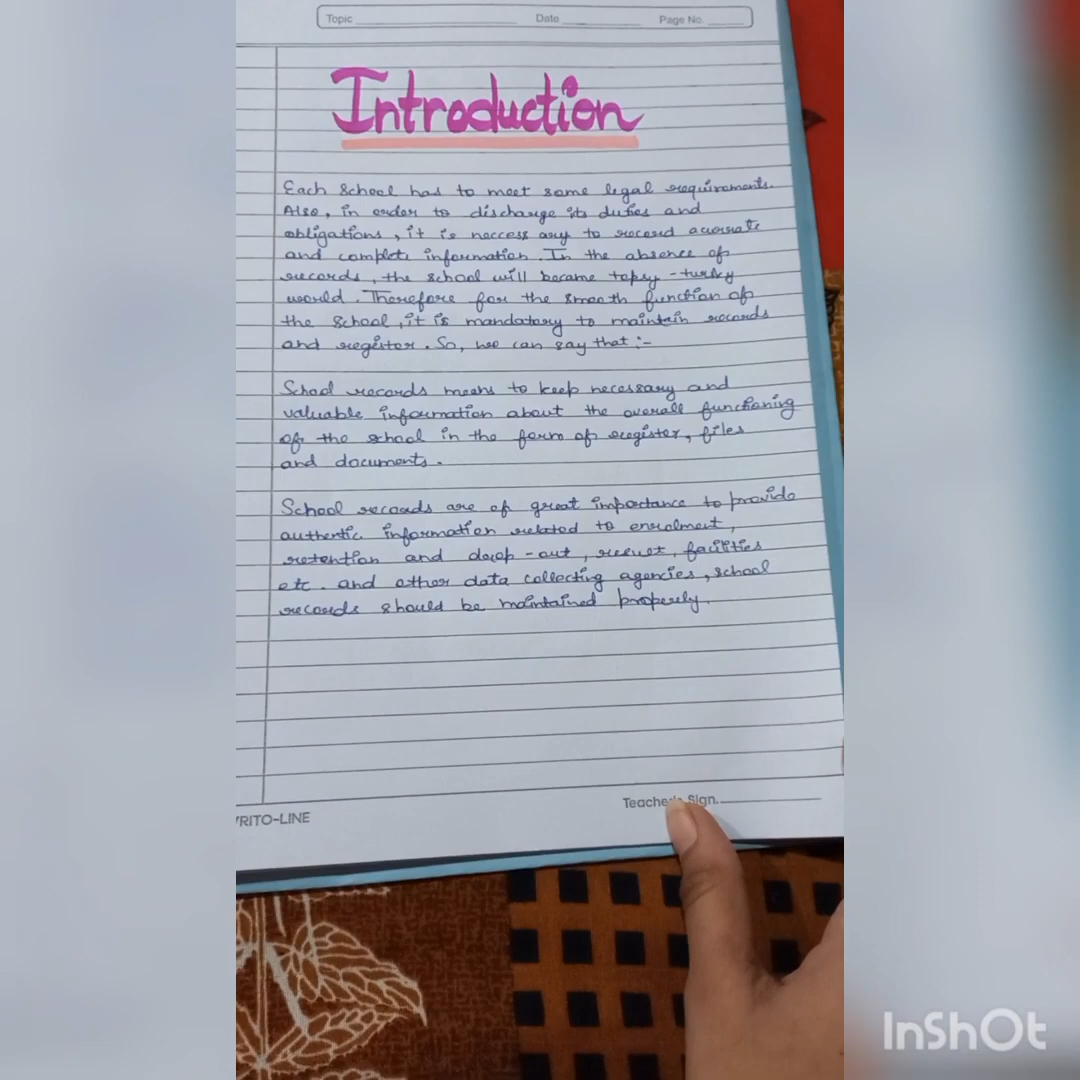 Topic Date Page No.
Introduction
Each School has to meet some legal requirements.
Also, in order to discharge its duties and
obligations, it is neccessary to record accurate
and complete information. In the absence of
records, the school will became topsy-turky
world. Therefore for the smooth function of
the School, it is mandatory to maintain records
and register. So, we can say that :-
School records means to keep necessary and
valuable information about the overall functioning
of the school in the form of register, files
and documents.
School records are of great importance to provide
authentic information related to enrolment,
retention and drop-out, facilities
etc. and other data collecting agencies, school
records should be maintained properly.
Teacher's Sign.
RITO-LINE
InShOt